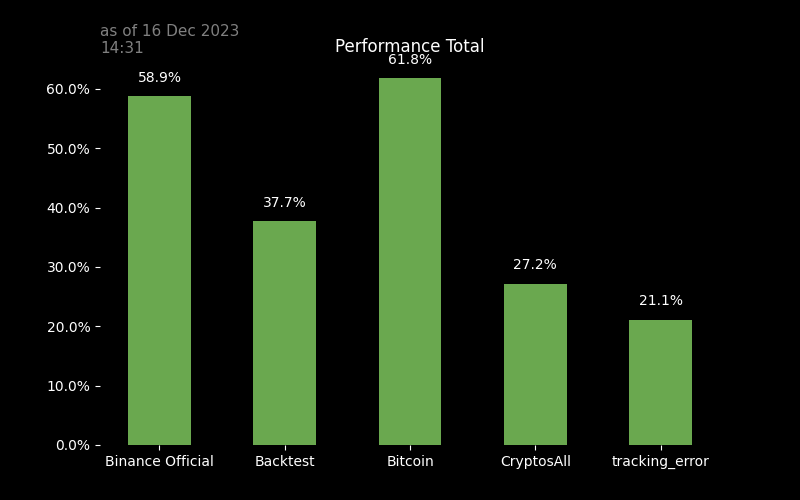 as of 16 Dec 2023
14:31
Performance Total
61.8%
58.9%
37.7%
27.2%
21.1%
60.0%
50.0%
40.0%
30.0%
20.0%
10.0%
0.0%
Binance Official
Backtest
Bitcoin
CryptosAll
tracking_error